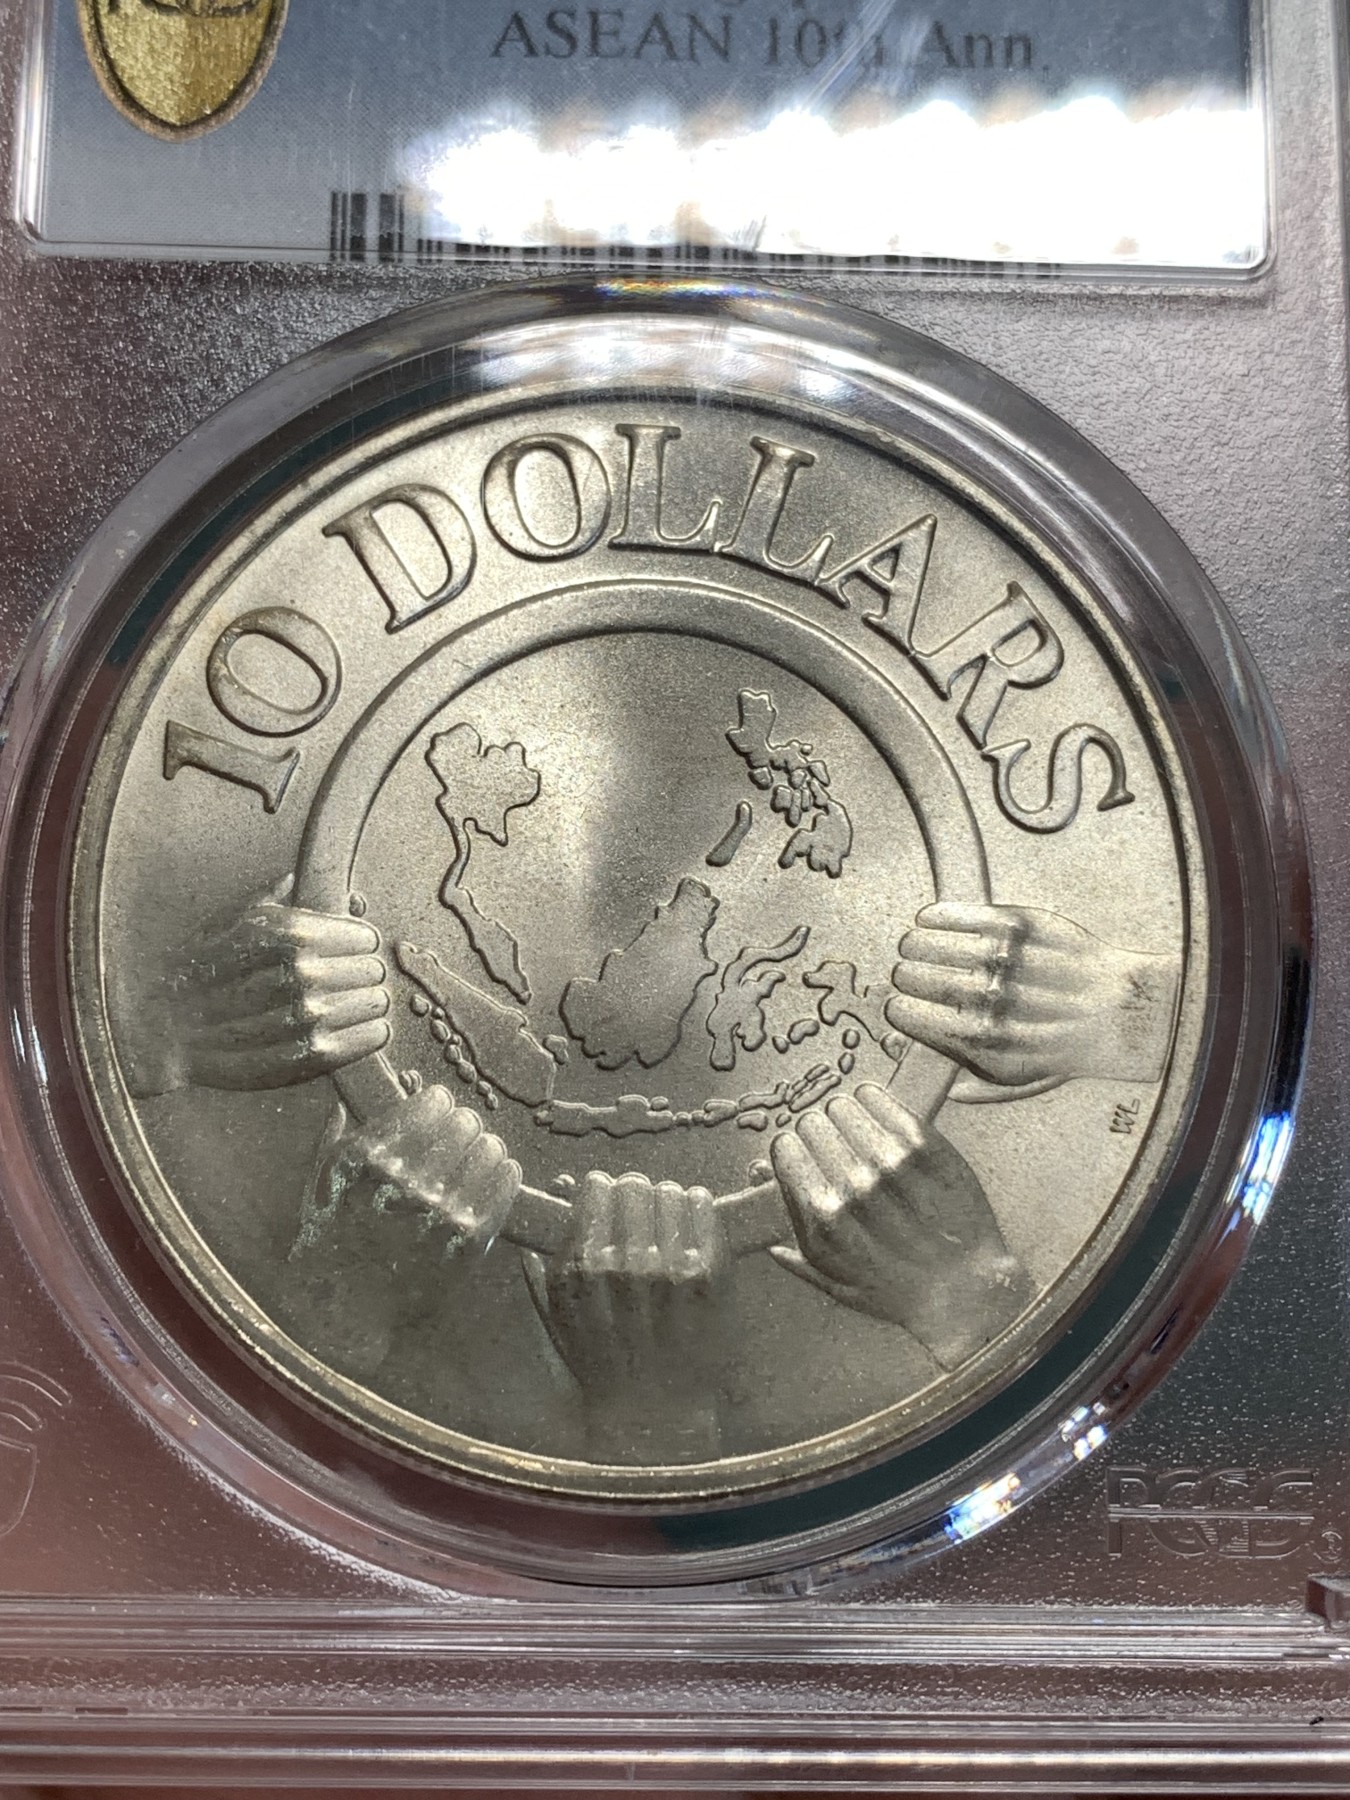 ASEAN 10th Ann.
10 DOLLARS
WL
PCGS